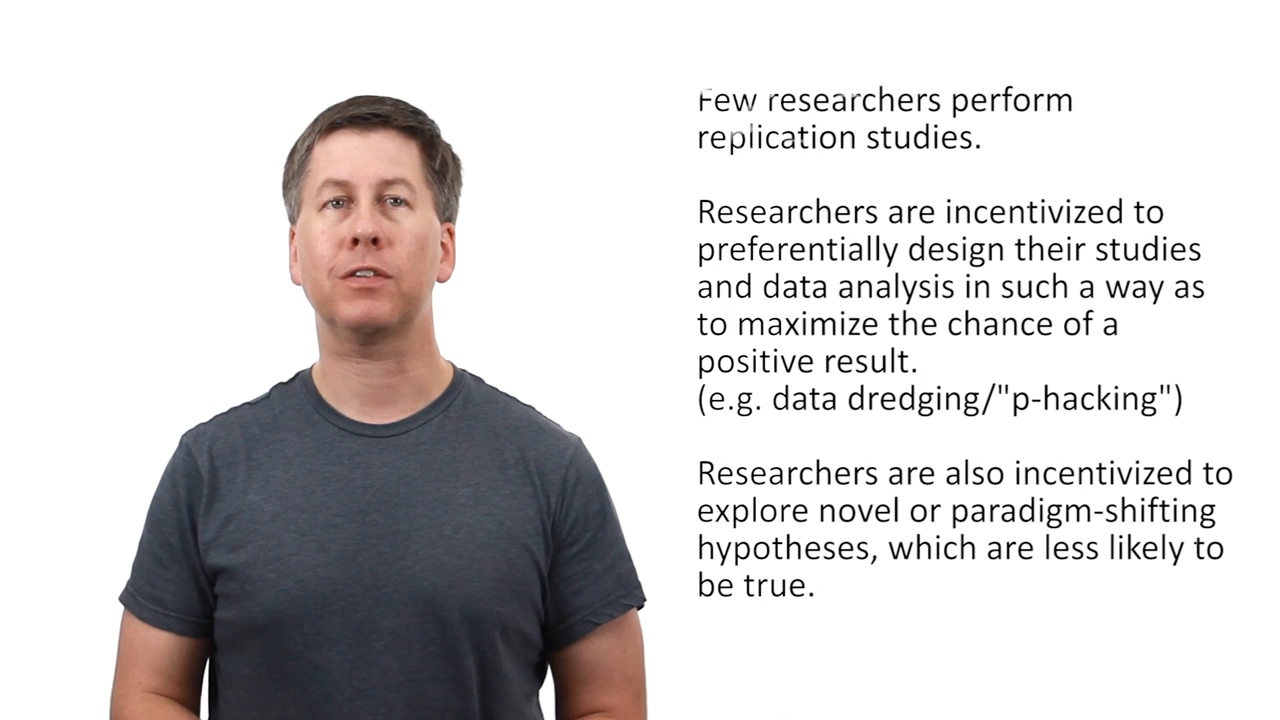 Few researchers perform
replication studies.
Researchers are incentivized to
preferentially design their studies
and data analysis in such a way as
to maximize the chance of a
positive result.
(e.g. data dredging/"p-hacking")
Researchers are also incentivized to
explore novel or paradigm-shifting
hypotheses, which are less likely to
be true.